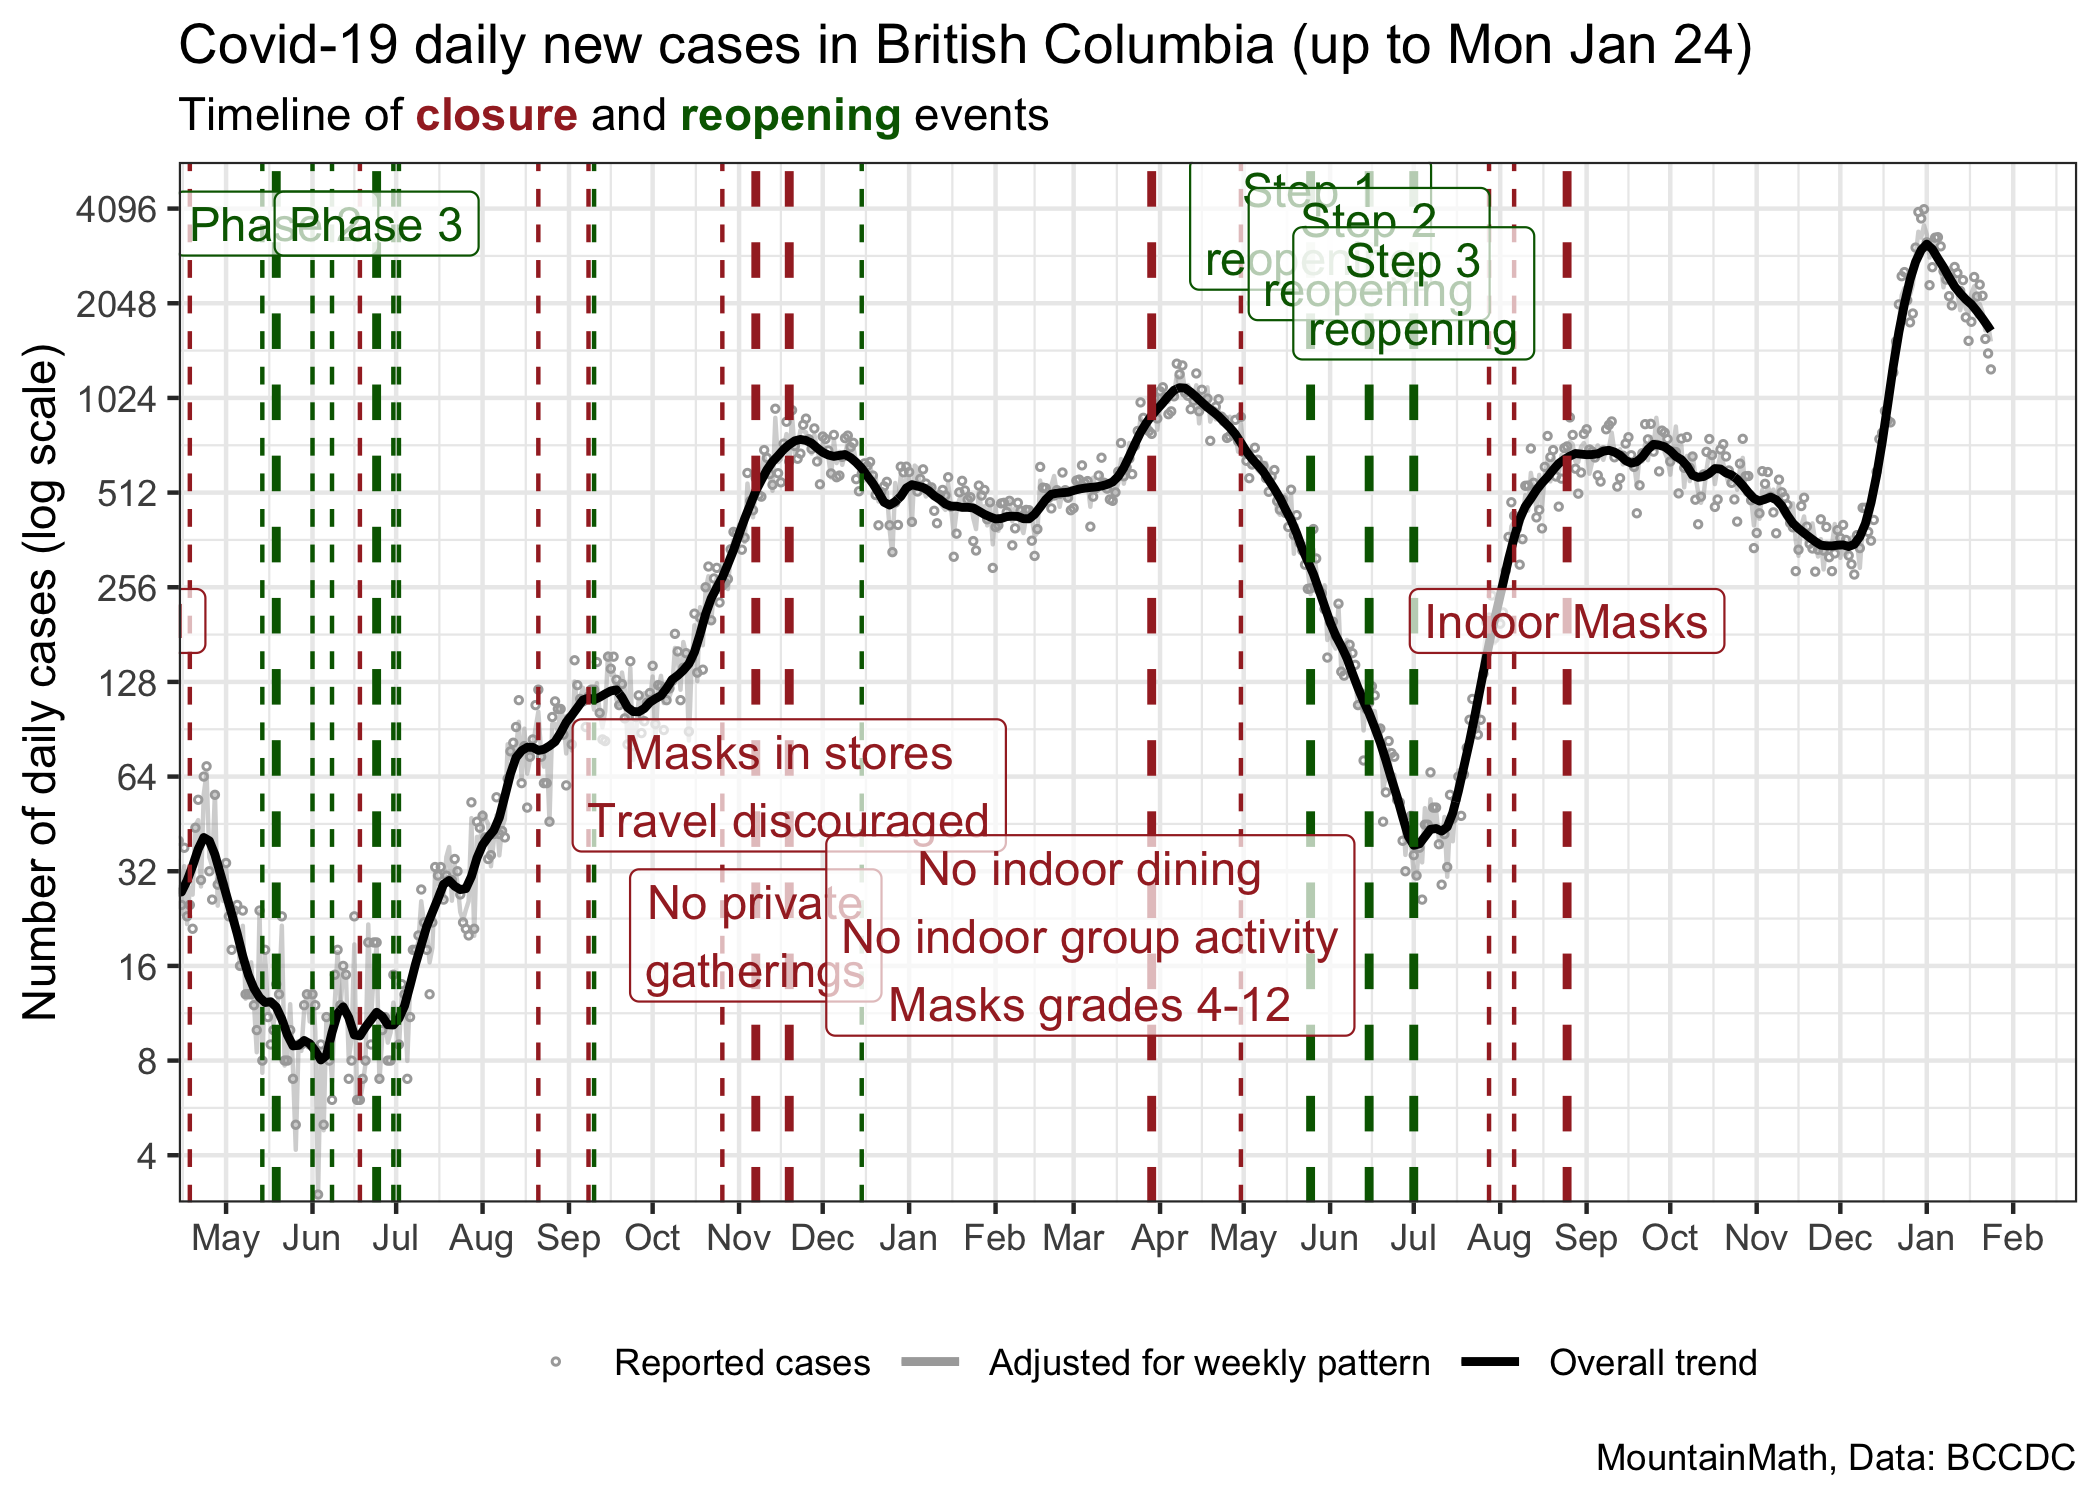 Covid-19 daily new cases in British Columbia (up to Mon Jan 24)
Timeline of closure and reopening events
Number of daily cases (log scale)
4096
2048
1024
512
256
128
64
32
16
8
4
Phase 2
Phase 3
Step 1
reopening
Step 2
reopening
Step 3
reopening
Indoor Masks
Masks in stores
Travel discouraged
No private
gatherings
No indoor dining
No indoor group activity
Masks grades 4-12
May Jun Jul Aug Sep Oct Nov Dec Jan Feb Mar Apr May Jun Jul Aug Sep Oct Nov Dec Jan Feb
Reported cases Adjusted for weekly pattern Overall trend
MountainMath, Data: BCCDC